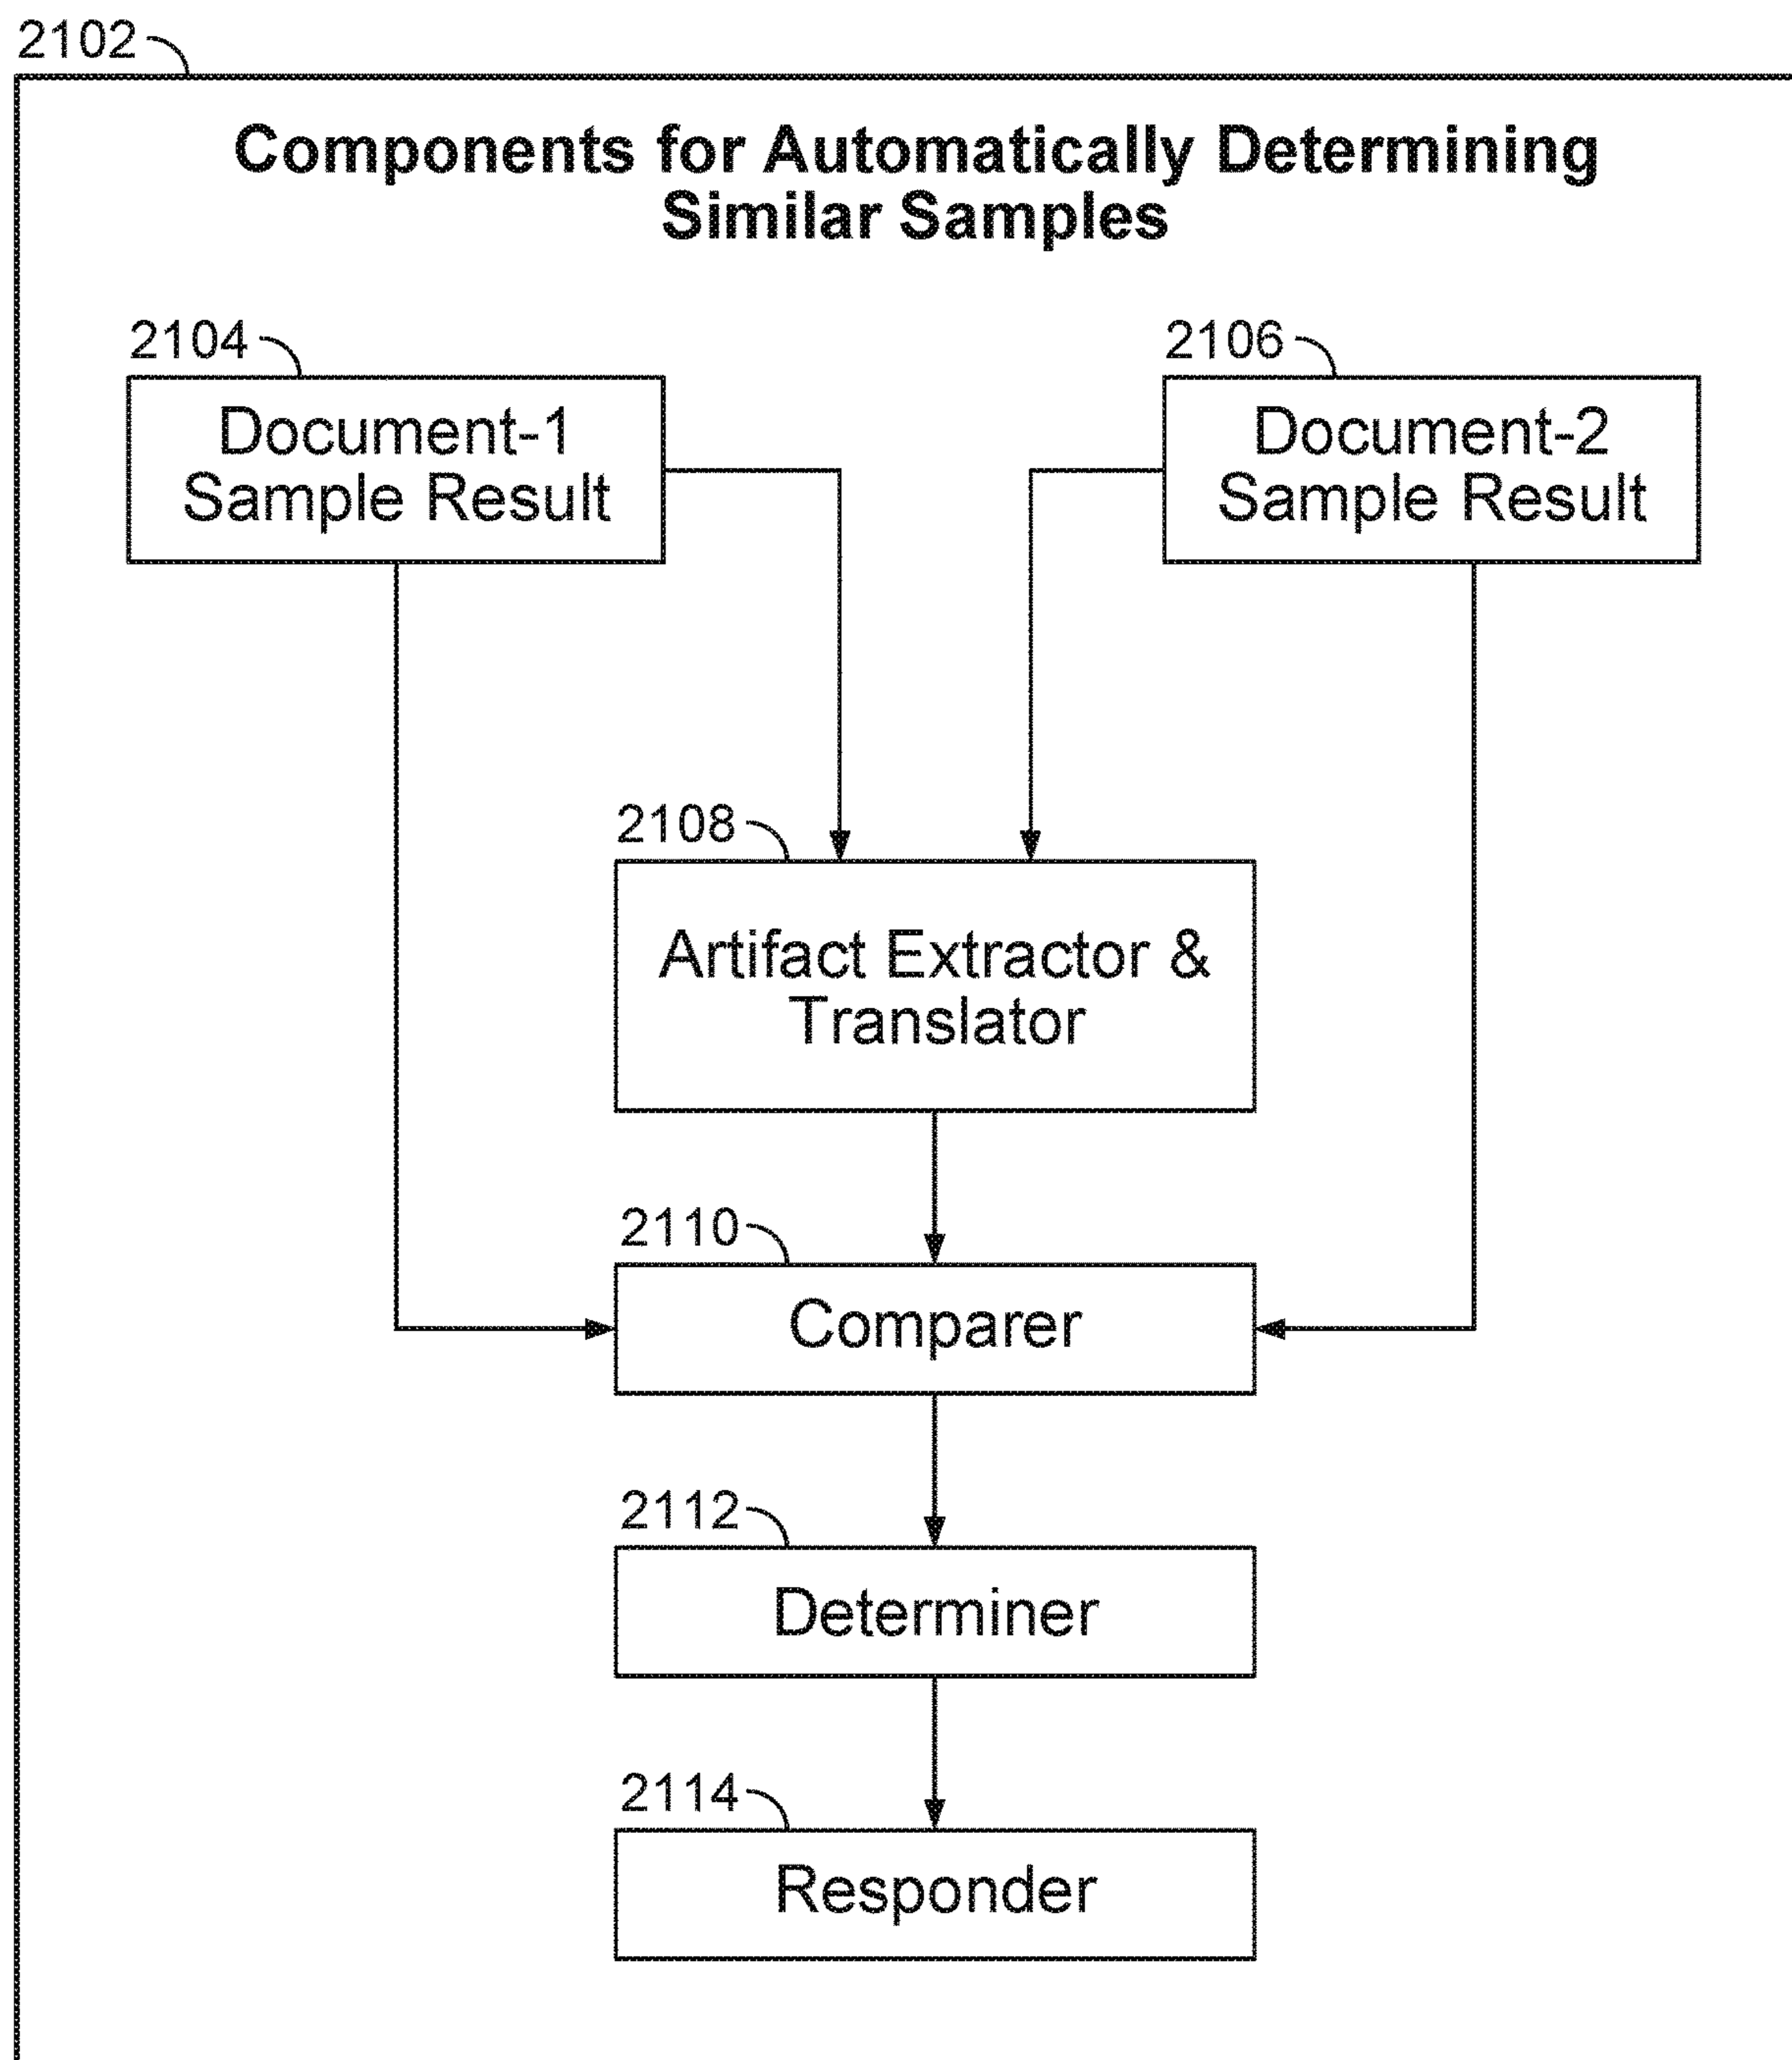 2102
Components for Automatically Determining
Similar Samples
2104
Document-1
Sample Result
2106
Document-2
Sample Result
2108
Artifact Extractor &
Translator
2110
Comparer
2112
Determiner
2114
Responder